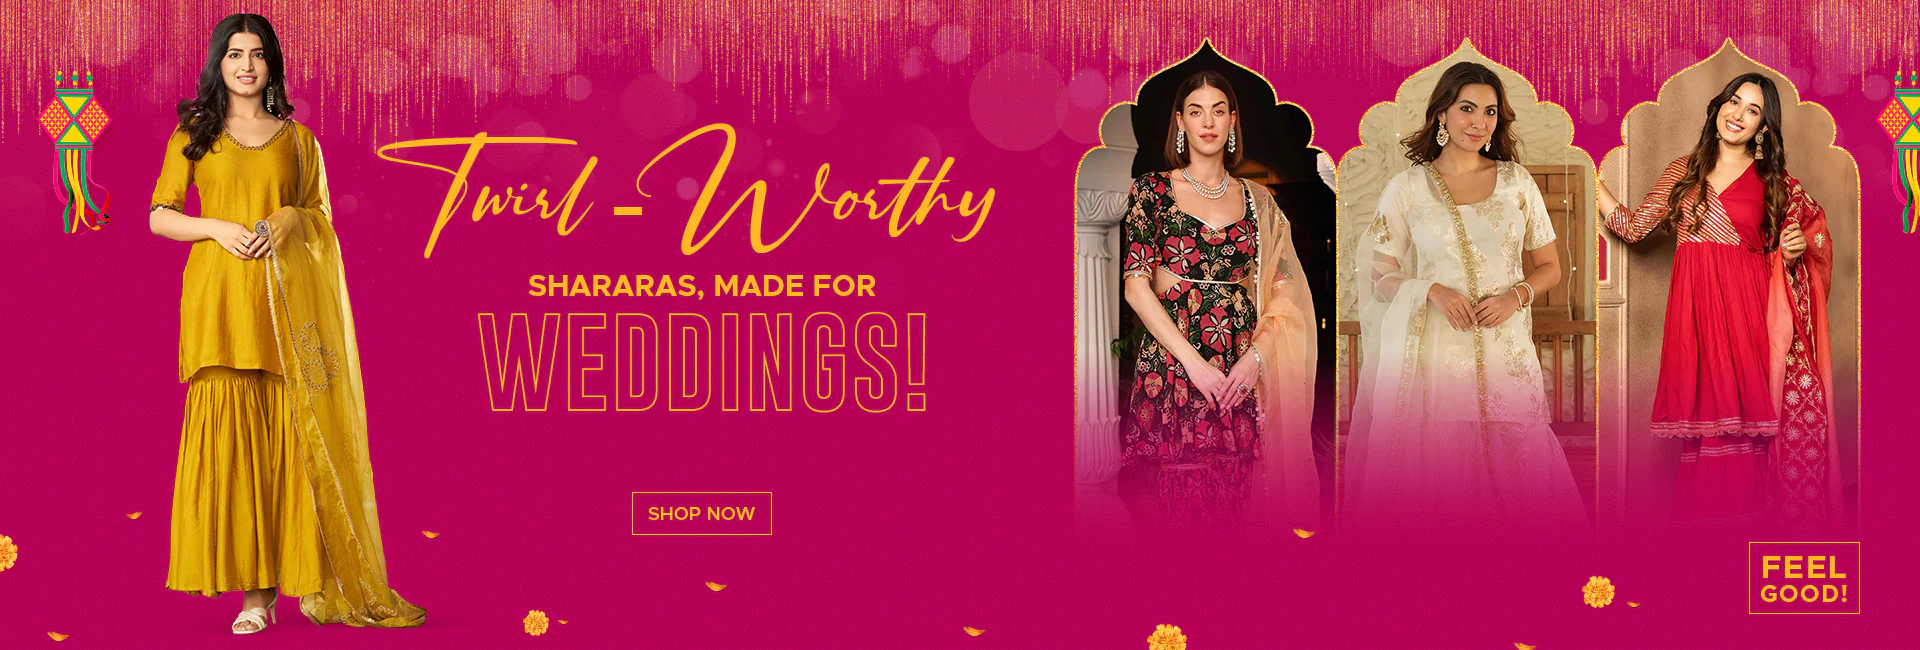 Twirl - Worthy
SHARARAS, MADE FOR
WEDDINGS!
SHOP NOW
FEEL
GOOD!